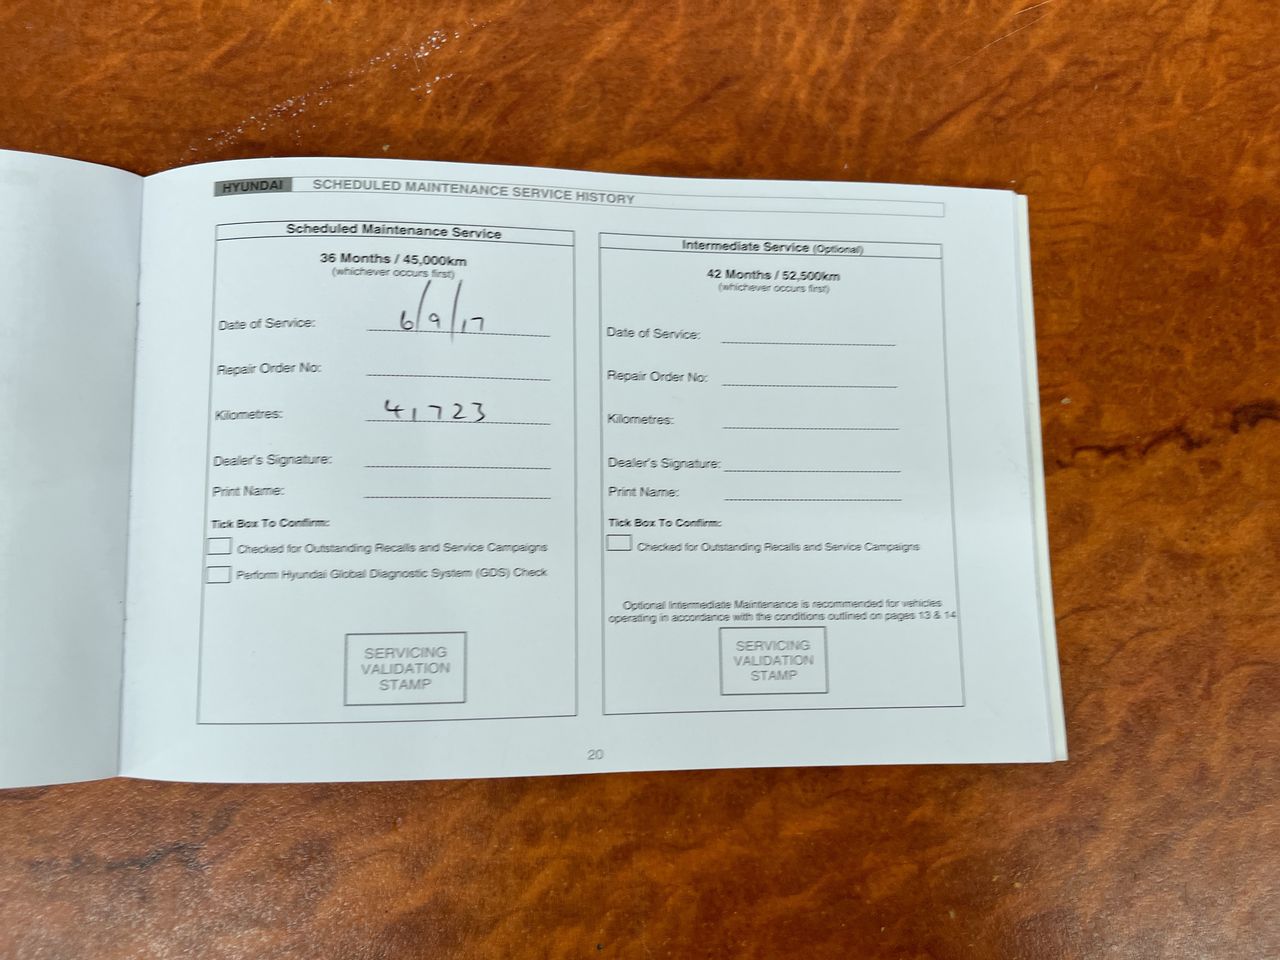 HYUNDAI SCHEDULED MAINTENANCE SERVICE HISTORY
Scheduled Maintenance Service
36 Months / 45,000km
(whichever occurs first)
Date of Service: 6/9/17
Repair Order No:
Kilometres: 41723
Dealer's Signature:
Print Name:
Tick Box To Confirm:
Checked for Outstanding Recalls and Service Campaigns
Perform Hyundai Global Diagnostic System (GDS) Check
SERVICING
VALIDATION
STAMP
Intermediate Service (Optional)
42 Months / 52,500km
(whichever occurs first)
Date of Service:
Repair Order No:
Kilometres:
Dealer's Signature:
Print Name:
Tick Box To Confirm:
Checked for Outstanding Recalls and Service Campaigns
Optional Intermediate Maintenance is recommended for vehicles
operating in accordance with the conditions outlined on pages 13 & 14
SERVICING
VALIDATION
STAMP
20